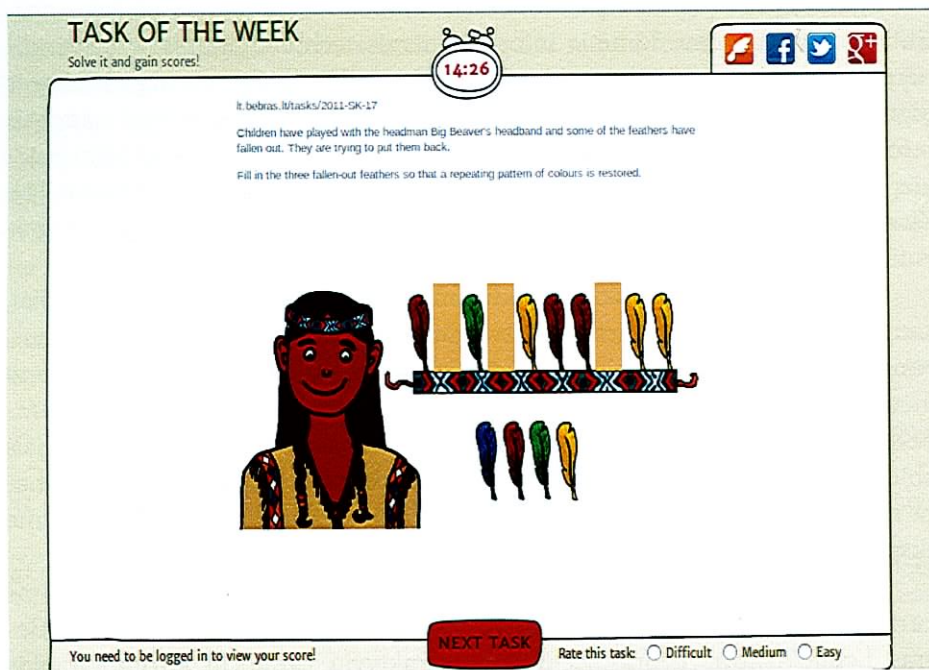 TASK OF THE WEEK
Solve it and gain scores!
14:26
lt.bebras.lt/tasks/2011-SK-17
Children have played with the headman Big Beaver's headband and some of the feathers have
fallen out. They are trying to put them back.
Fill in the three fallen-out feathers so that a repeating pattern of colours is restored.
NEXT TASK
You need to be logged in to view your score!
Rate this task: Difficult Medium Easy